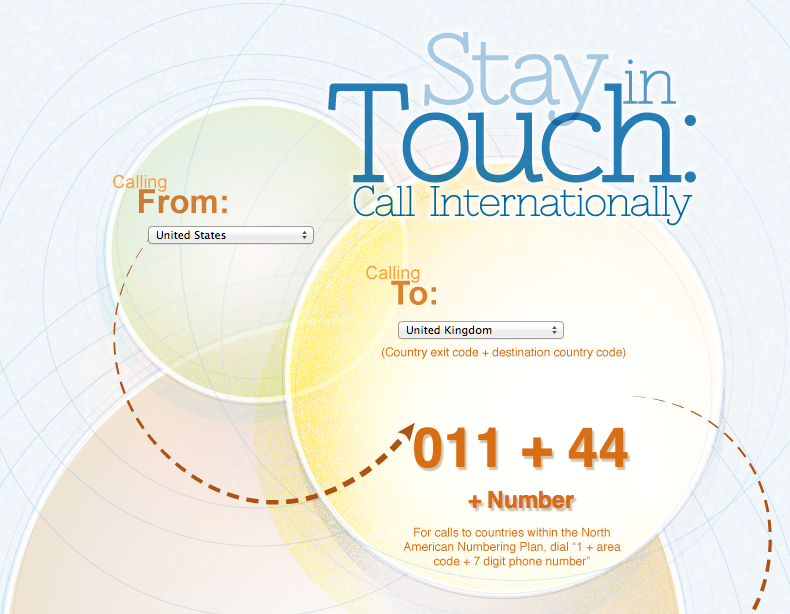 Stay in
Touch:
Call Internationally
Calling
From:
United States
Calling
To:
United Kingdom
(Country exit code + destination country code)
011 + 44
+ Number
For calls to countries within the North
American Numbering Plan, dial “1 + area
code + 7 digit phone number”